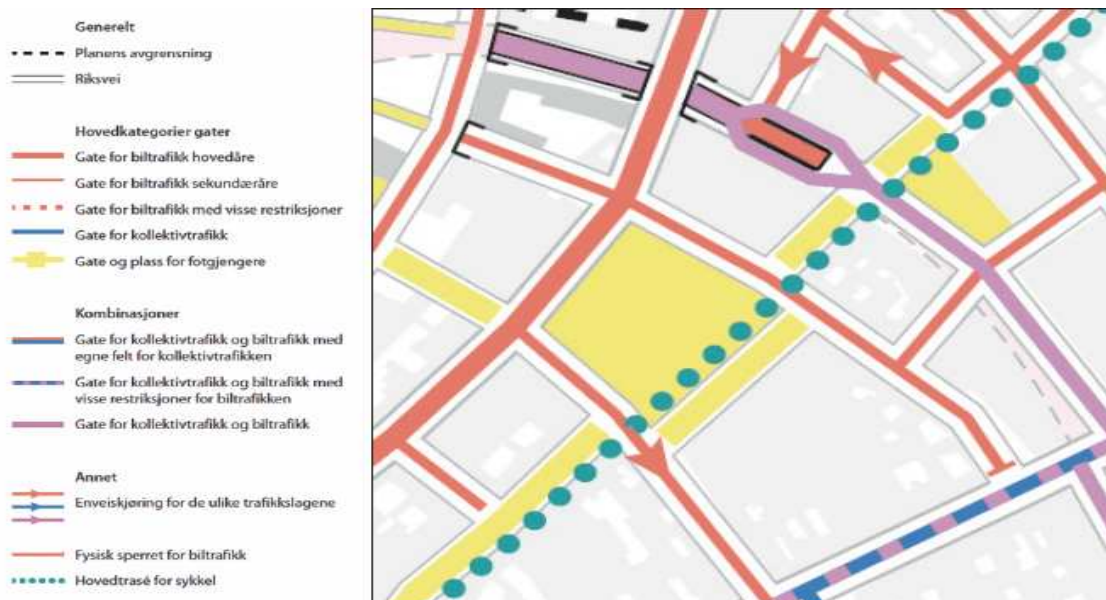 Generelt
Planens avgrensning
Riksvei
Hovedkategorier gater
Gate for biltrafikk hovedåre
Gate for biltrafikk sekundæråre
Gate for biltrafikk med visse restriksjoner
Gate for kollektivtrafikk
Gate og plass for fotgjengere
Kombinasjoner
Gate for kollektivtrafikk og biltrafikk med
egne felt for kollektivtrafikken
Gate for kollektivtrafikk og biltrafikk med
visse restriksjoner for biltrafikken
Gate for kollektivtrafikk og biltrafikk
Annet
Enveiskjøring for de ulike trafikkslagene
Fysisk sperret for biltrafikk
Hovedtrasé for sykkel